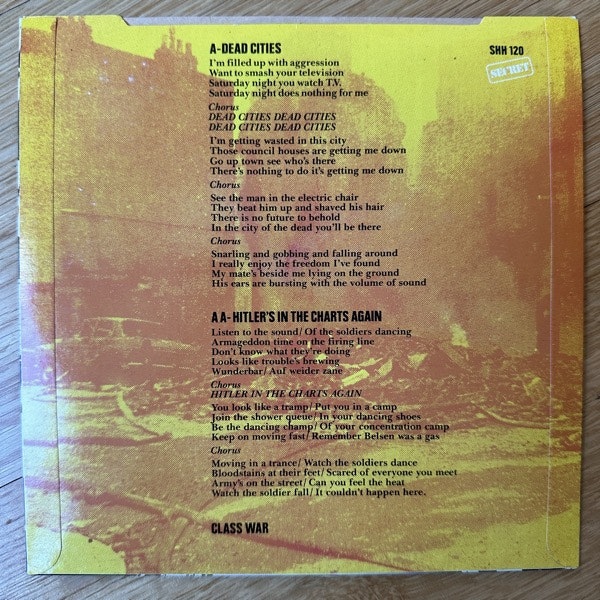 A-DEAD CITIES
SHH 120
SECRET
I'm filled up with aggression
Want to smash your television
Saturday night you watch T.V.
Saturday night does nothing for me
Chorus
DEAD CITIES DEAD CITIES
DEAD CITIES DEAD CITIES
I'm getting wasted in this city
Those council houses are getting me down
Go up town see who's there
There's nothing to do it's getting me down
Chorus
See the man in the electric chair
They beat him up and shaved his hair
There is no future to behold
In the city of the dead you'll be there
Chorus
Snarling and gobbing and falling around
I really enjoy the freedom I've found
My mate's beside me lying on the ground
His ears are bursting with the volume of sound
A A- HITLER'S IN THE CHARTS AGAIN
Listen to the sound/ Of the soldiers dancing
Armageddon time on the firing line
Don't know what they're doing
Looks like trouble's brewing
Wunderbar/ Auf weider zane
Chorus
HITLER IN THE CHARTS AGAIN
You look like a tramp/ Put you in a camp
Join the shower queue/ In your dancing shoes
Be the dancing champ/ Of your concentration camp
Keep on moving fast/ Remember Belsen was a gas
Chorus
Moving in a trance/ Watch the soldiers dance
Bloodstains at their feet/ Scared of everyone you meet
Army's on the street/ Can you feel the heat
Watch the soldier fall/ It couldn't happen here.
CLASS WAR